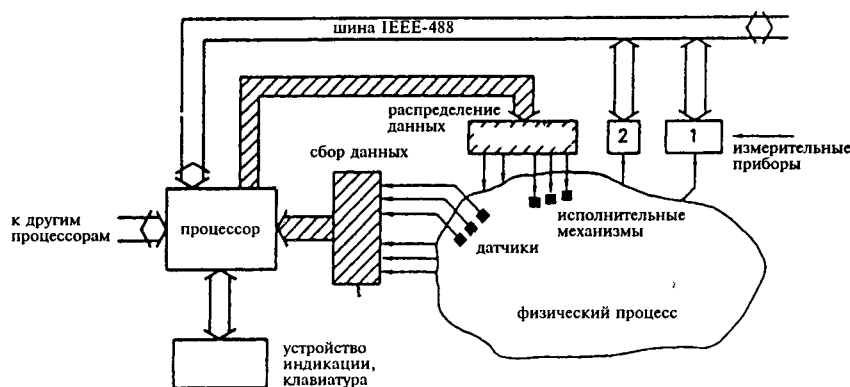 шина IEEE-488
распределение
данных
2
1
измерительные
приборы
сбор данных
к другим
процессорам
процессор
датчики
исполнительные
механизмы
физический процесс
устройство
индикации,
клавиатура